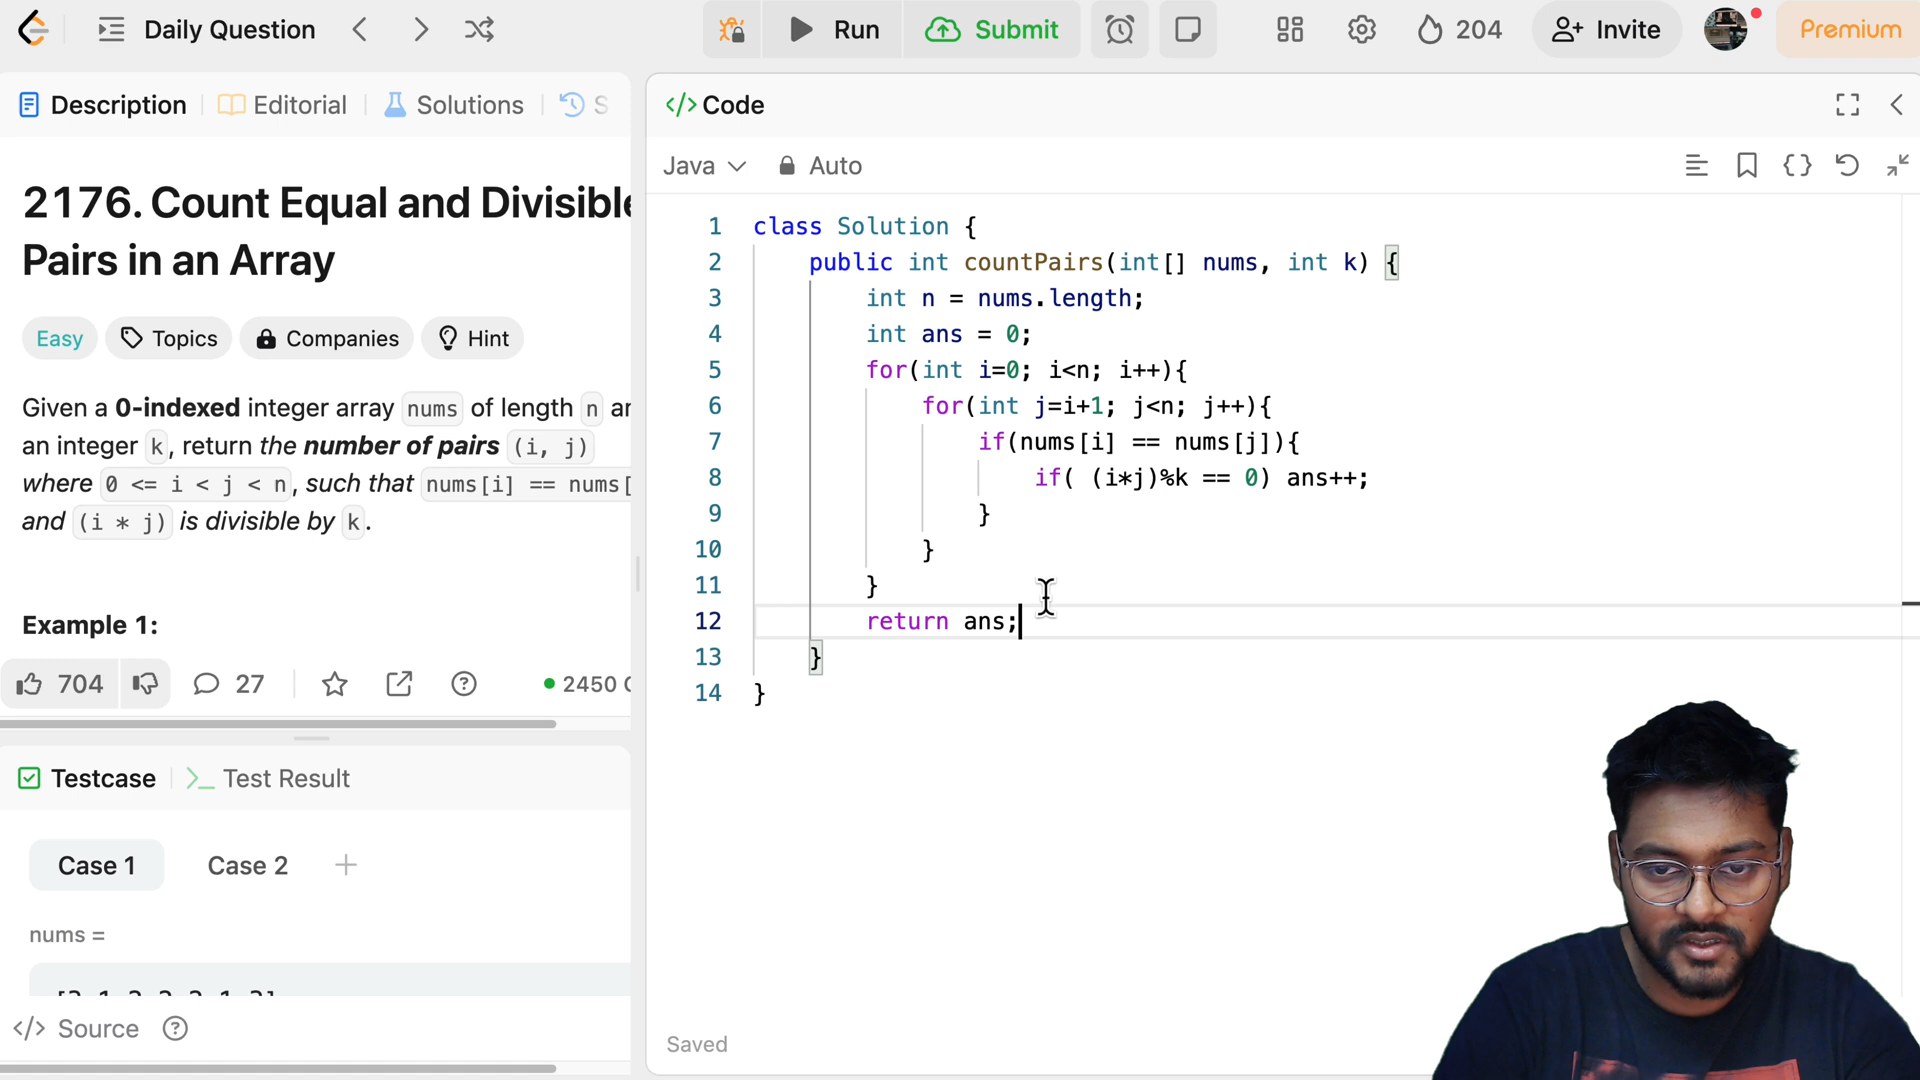 Daily Question
Run
Submit
204
Invite
Premium
Description
Editorial
Solutions
S
2176. Count Equal and Divisible
Pairs in an Array
Easy
Topics
Companies
Hint
Given a 0-indexed integer array nums of length n
an integer k, return the number of pairs (i, j)
where 0 <= i < j < n, such that nums[i] == nums[
and (i * j) is divisible by k.
Example 1:
704
27
2450
Testcase
Test Result
Case 1
Case 2
nums =
Source
</> Code
Java
Auto
1 class Solution {
2 public int countPairs(int[] nums, int k) {
3 int n = nums.length;
4 int ans = 0;
5 for(int i=0; i<n; i++){
6 for(int j=i+1; j<n; j++){
7 if(nums[i] == nums[j]){
8 if( (i*j)%k == 0) ans++;
9 }
10 }
11 }
12 return ans;
13 }
14 }
Saved